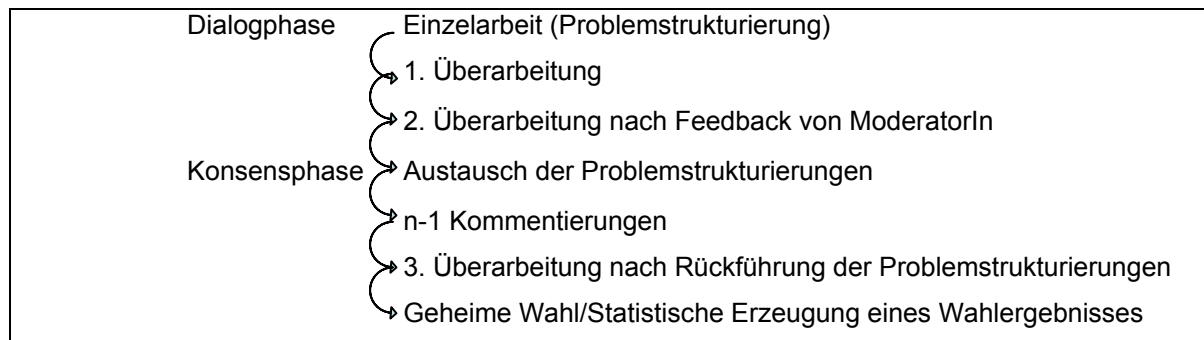 Dialogphase Einzelarbeit (Problemstrukturierung)
1. Überarbeitung
2. Überarbeitung nach Feedback von ModeratorIn
Konsensphase Austausch der Problemstrukturierungen
n-1 Kommentierungen
3. Überarbeitung nach Rückführung der Problemstrukturierungen
Geheime Wahl/Statistische Erzeugung eines Wahlergebnisses